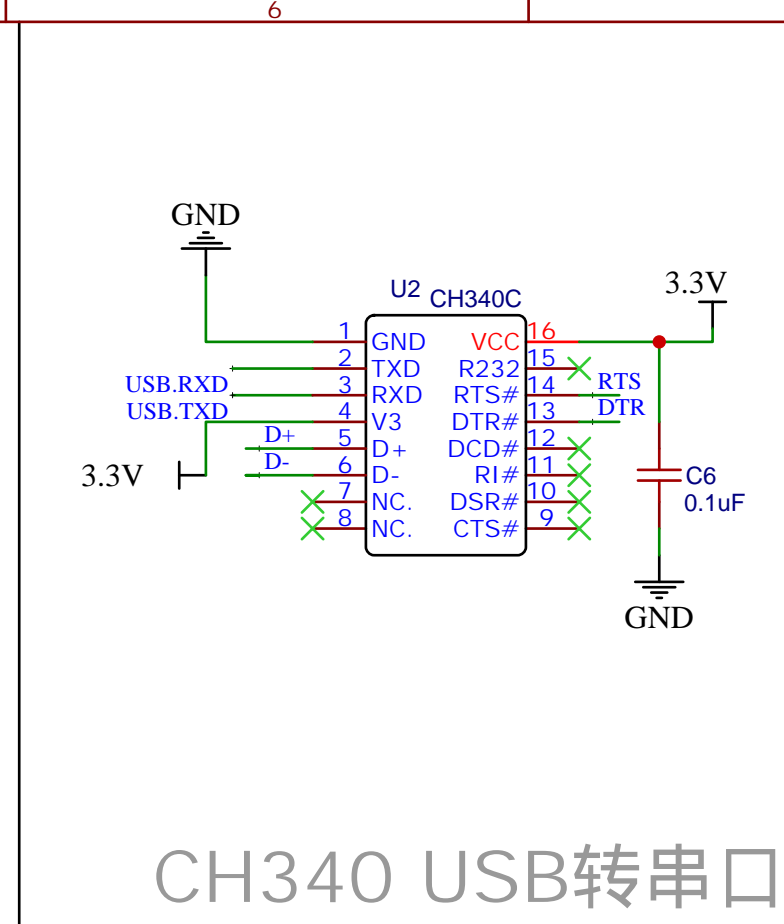 6
GND
U2 CH340C
3.3V
1 GND VCC 16
2 TXD R232 15
USB.RXD 3 RXD RTS# 14 RTS
USB.TXD 4 V3 DTR# 13 DTR
D+ 5 D+ DCD# 12
D- 6 D- RI# 11
3.3V
7 NC. DSR# 10
8 NC. CTS# 9
C6
0.1uF
GND
CH340 USB转串口